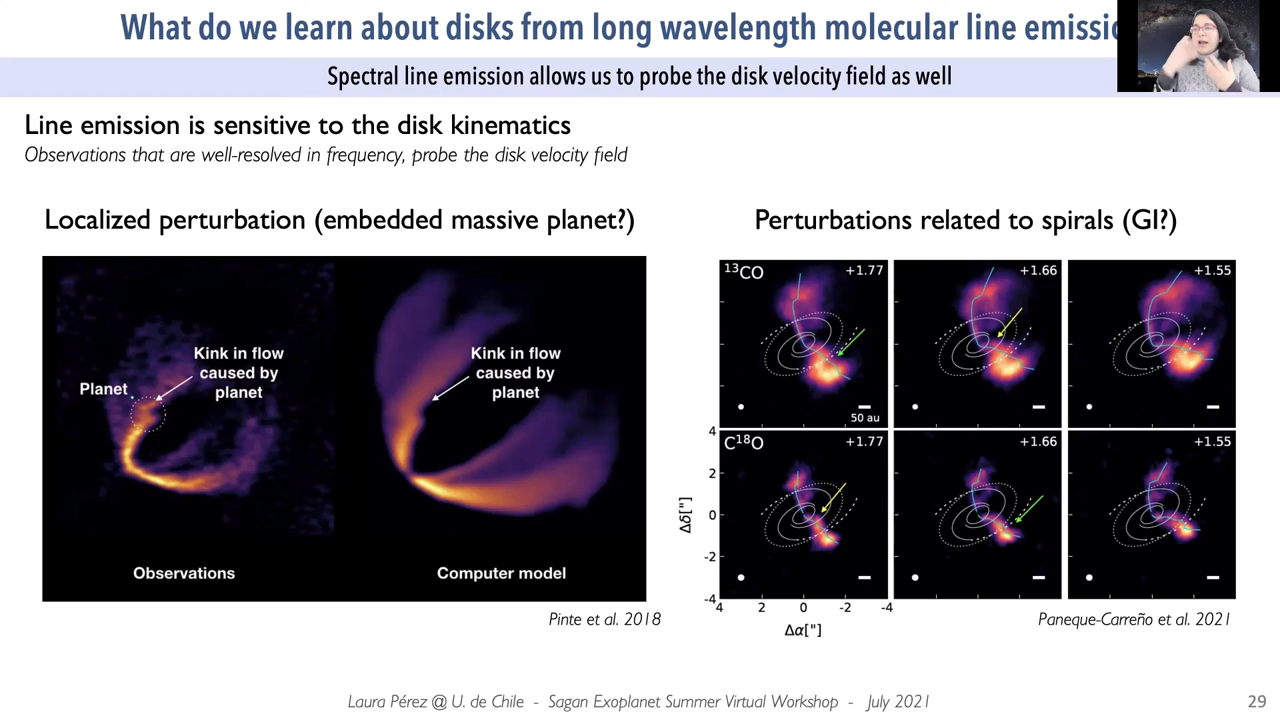 What do we learn about disks from long wavelength molecular line
Spectral line emission allows us to probe the disk velocity field as well
Line emission is sensitive to the disk kinematics
Observations that are well-resolved in frequency, probe the disk velocity field
Localized perturbation (embedded massive planet?)
Planet
Kink in flow
caused by
planet
Kink in flow
caused by
planet
Observations
Computer model
Pinte et al. 2018
Perturbations related to spirals (GI?)
¹³CO
+1.77
+1.66
+1.55
50 au
C¹⁸O
+1.77
+1.66
+1.55
4
2
0
-2
-4
Δδ["]
4
2
0
-2
-4
Δα["]
Paneque-Carreño et al. 2021
Laura Pérez @ U. de Chile - Sagan Exoplanet Summer Virtual Workshop - July 2021
29